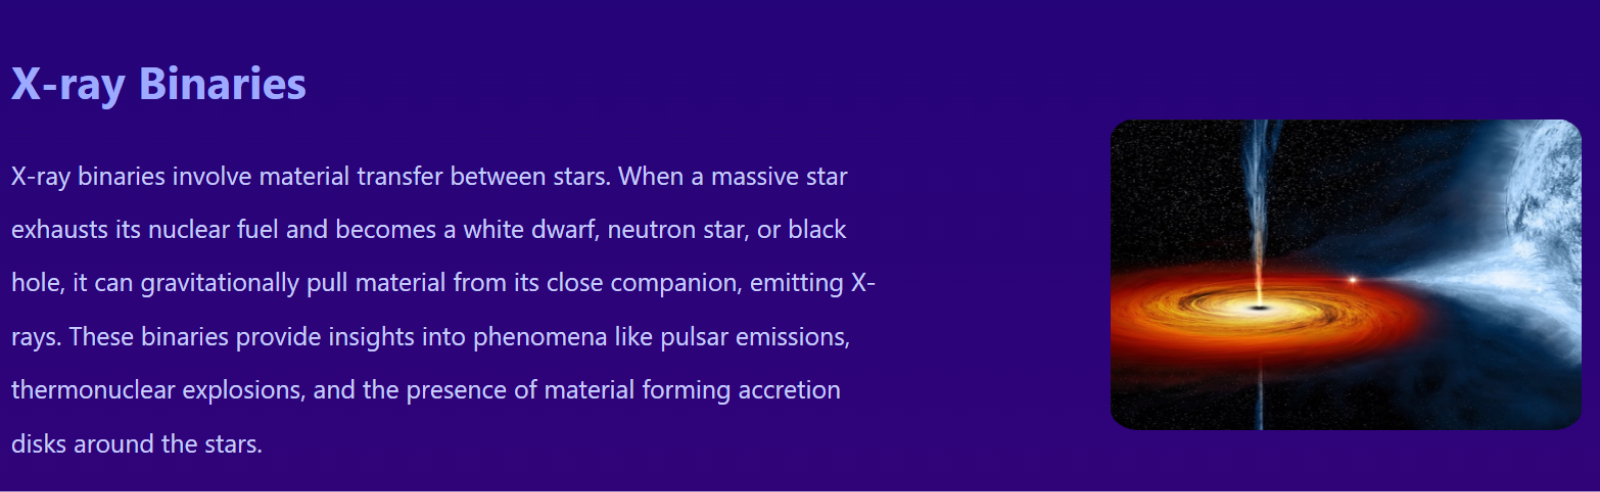 X-ray Binaries
X-ray binaries involve material transfer between stars. When a massive star
exhausts its nuclear fuel and becomes a white dwarf, neutron star, or black
hole, it can gravitationally pull material from its close companion, emitting X-
rays. These binaries provide insights into phenomena like pulsar emissions,
thermonuclear explosions, and the presence of material forming accretion
disks around the stars.